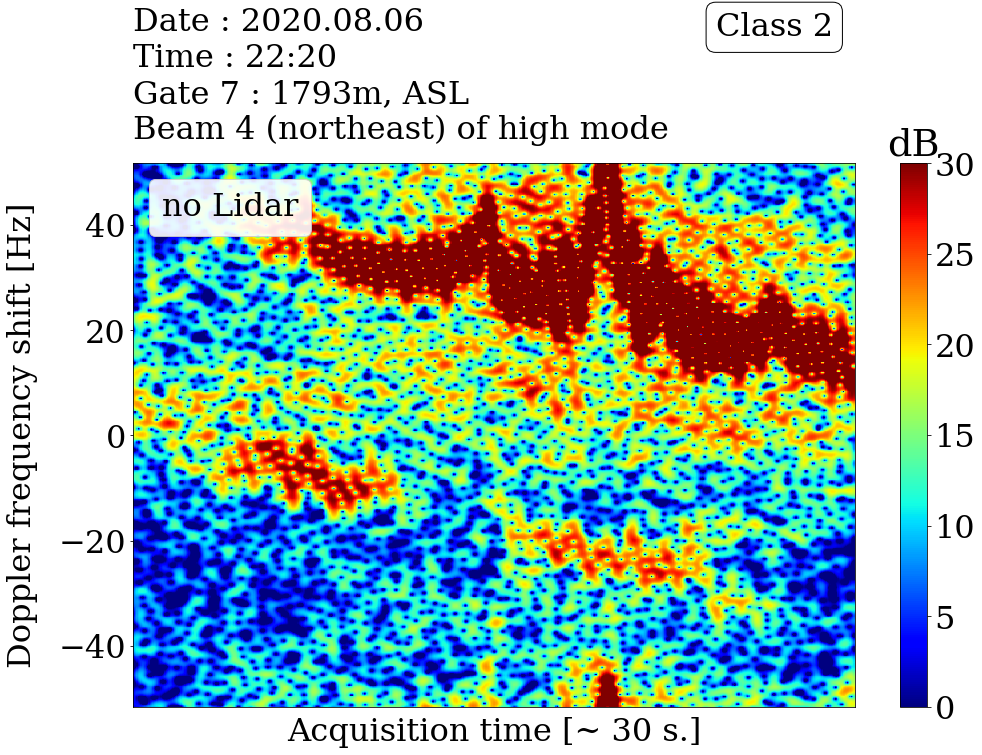 Date : 2020.08.06
Time : 22:20
Gate 7 : 1793m, ASL
Beam 4 (northeast) of high mode
Class 2
dB
no Lidar
Doppler frequency shift [Hz]
40
20
0
−20
−40
Acquisition time [~ 30 s.]
30
25
20
15
10
5
0